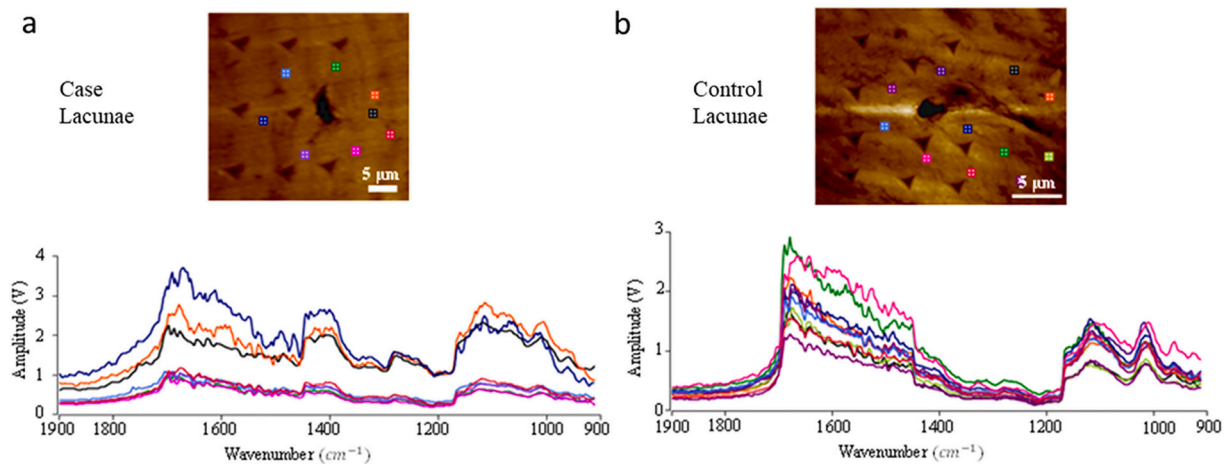 a
Case
Lacunae
5 μm
Amplitude (V)
4
3
2
1
0
1900 1800 1600 1400 1200 1000 900
Wavenumber (cm⁻¹)
b
Control
Lacunae
5 μm
Amplitude (V)
3
2
1
0
1900 1800 1600 1400 1200 1000 900
Wavenumber (cm⁻¹)